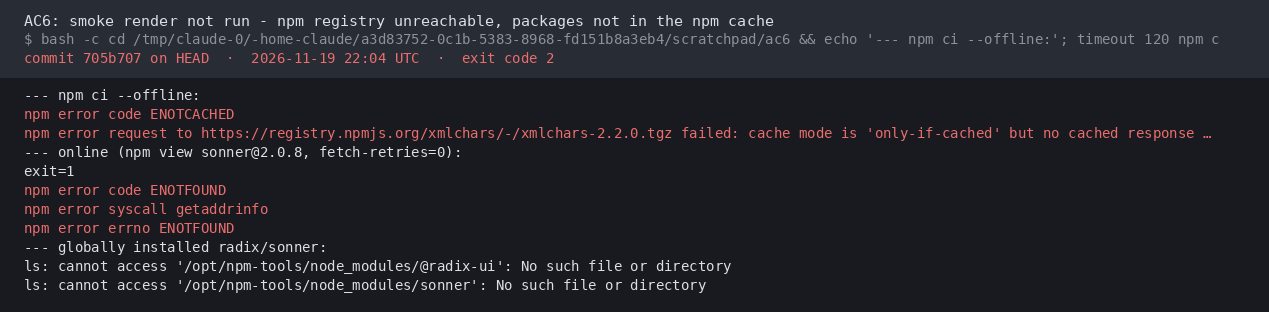 AC6: smoke render not run - npm registry unreachable, packages not in the npm cache
$ bash -c cd /tmp/claude-0/-home-claude/a3d83752-0c1b-5383-8968-fd151b8a3eb4/scratchpad/ac6 && echo '--- npm ci --offline:'; timeout 120 npm c
commit 705b707 on HEAD · 2026-11-19 22:04 UTC · exit code 2
--- npm ci --offline:
npm error code ENOTCACHED
npm error request to https://registry.npmjs.org/xmlchars/-/xmlchars-2.2.0.tgz failed: cache mode is 'only-if-cached' but no cached response …
--- online (npm view sonner@2.0.8, fetch-retries=0):
exit=1
npm error code ENOTFOUND
npm error syscall getaddrinfo
npm error errno ENOTFOUND
--- globally installed radix/sonner:
ls: cannot access '/opt/npm-tools/node_modules/@radix-ui': No such file or directory
ls: cannot access '/opt/npm-tools/node_modules/sonner': No such file or directory